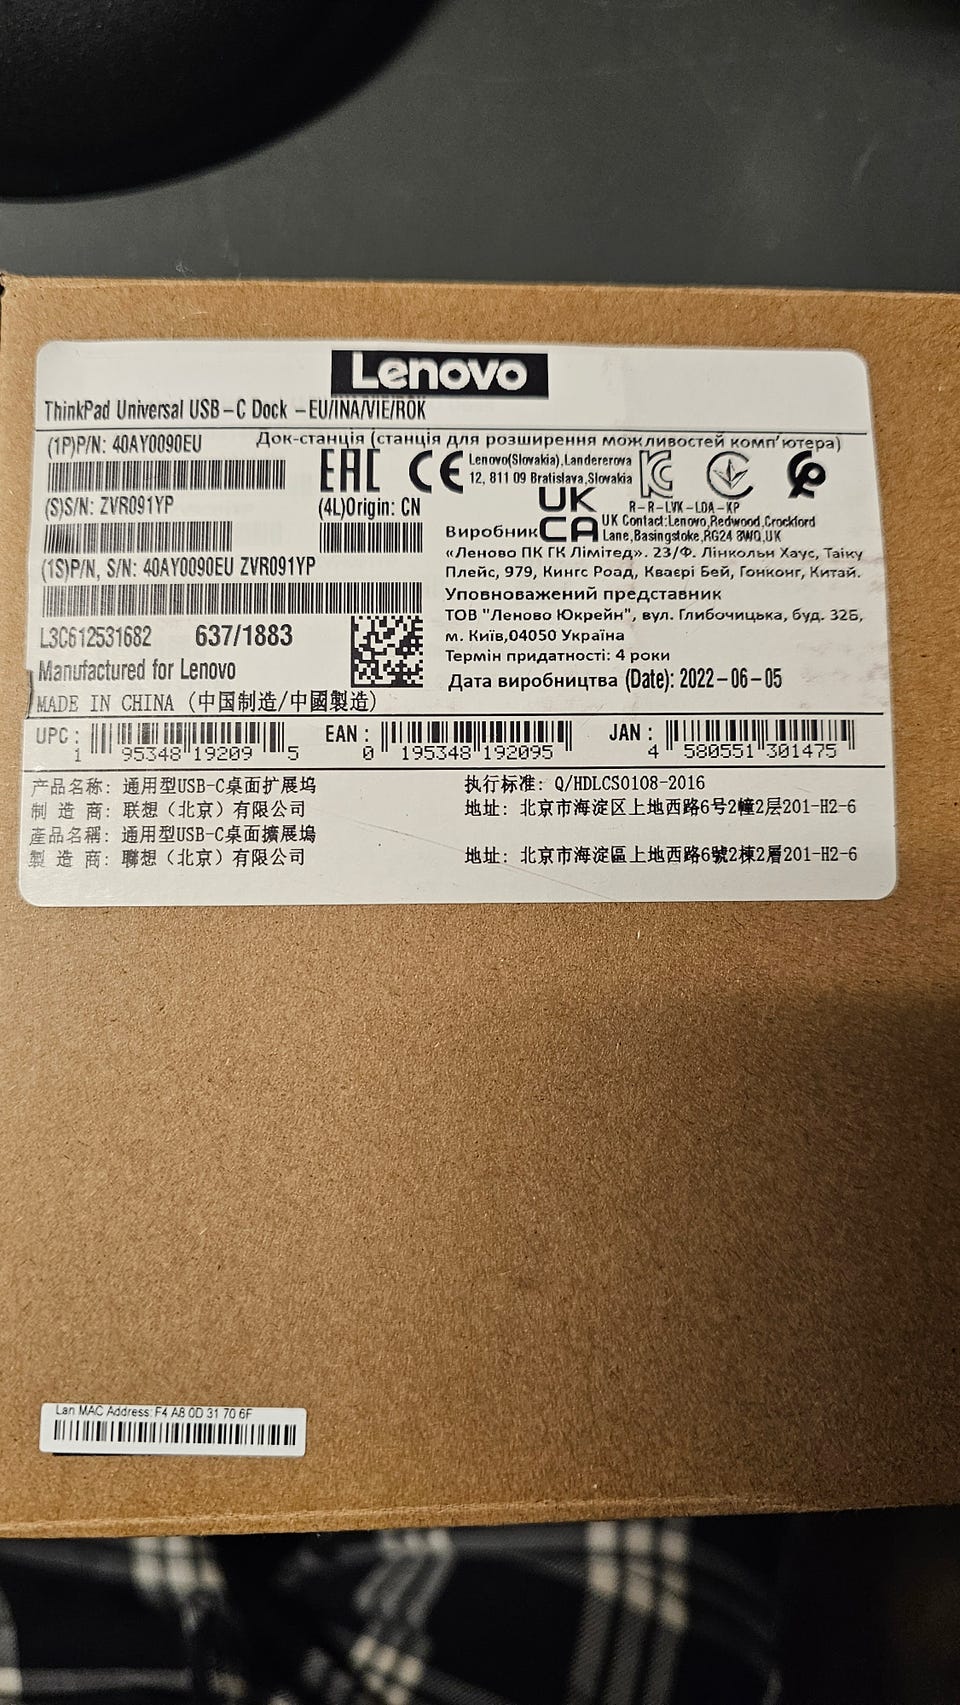 Lenovo
ThinkPad Universal USB-C Dock -EU/INA/VIE/ROK
(1P)P/N: 40AY0090EU
Док-станція (станція для розширення можливостей комп'ютера)
EAC CE
Lenovo(Slovakia),Landererova
12, 811 09 Bratislava,Slovakia
(S)S/N: ZVR091YP
(4L)Origin: CN
R-R-LVK-LDA-KP
UK
CA
UK Contact:Lenovo,Redwood,Crockford
Lane,Basingstoke,RG24 8WQ,UK
Виробник
«Леново ПК ГК Лімітед». 23/Ф. Лінкольн Хаус, Таіку
Плейс, 979, Кингс Роад, Кваєрі Бей, Гонконг, Китай.
(1S)P/N, S/N: 40AY0090EU ZVR091YP
Уповноважений представник
ТОВ "Леново Юкрейн", вул. Глибочицька, буд. 32Б,
м. Київ,04050 Україна
L3C612531682 637/1883
Термін придатності: 4 роки
Manufactured for Lenovo
Дата виробництва (Date): 2022-06-05
MADE IN CHINA (中国制造/中國製造)
UPC : 1 95348 19209 5
EAN : 0 195348 192095
JAN : 4 580551 301475
产品名称: 通用型USB-C桌面扩展坞
执行标准: Q/HDLCS0108-2016
制 造 商: 联想（北京）有限公司
地址: 北京市海淀区上地西路6号2幢2层201-H2-6
產品名稱: 通用型USB-C桌面擴展塢
製 造 商: 聯想（北京）有限公司
地址: 北京市海淀區上地西路6號2棟2層201-H2-6
Lan MAC Address: F4 A8 0D 31 70 6F